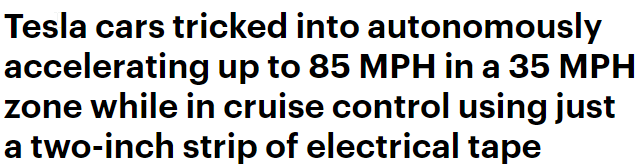 Tesla cars tricked into autonomously
accelerating up to 85 MPH in a 35 MPH
zone while in cruise control using just
a two-inch strip of electrical tape